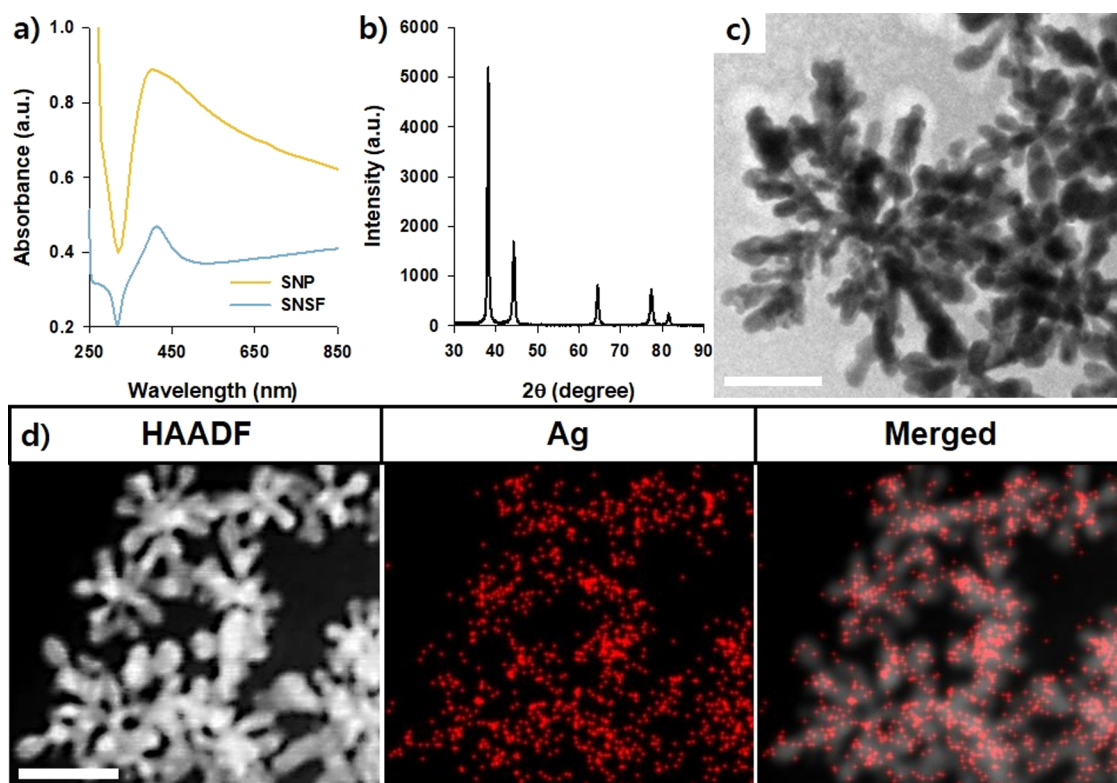 a)
1.0
0.8
0.6
0.4
0.2
Absorbance (a.u.)
SNP
SNSF
250 450 650 850
Wavelength (nm)
b)
6000
5000
4000
3000
2000
1000
0
Intensity (a.u.)
30 40 50 60 70 80 90
2θ (degree)
c)
d) HAADF Ag Merged